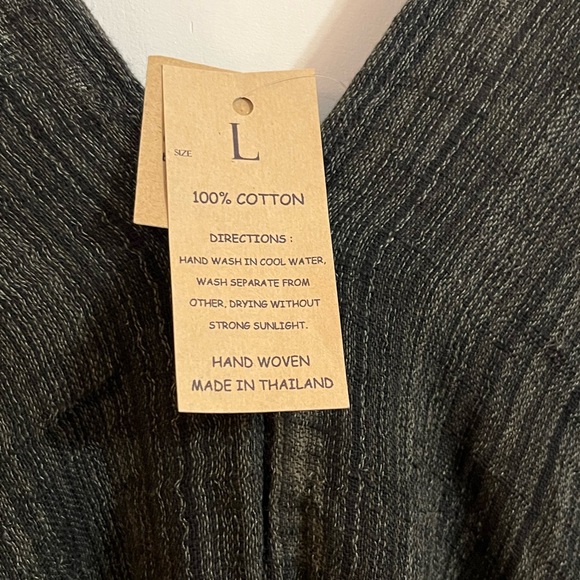 SIZE L
100% COTTON
DIRECTIONS :
HAND WASH IN COOL WATER,
WASH SEPARATE FROM
OTHER, DRYING WITHOUT
STRONG SUNLIGHT.
HAND WOVEN
MADE IN THAILAND